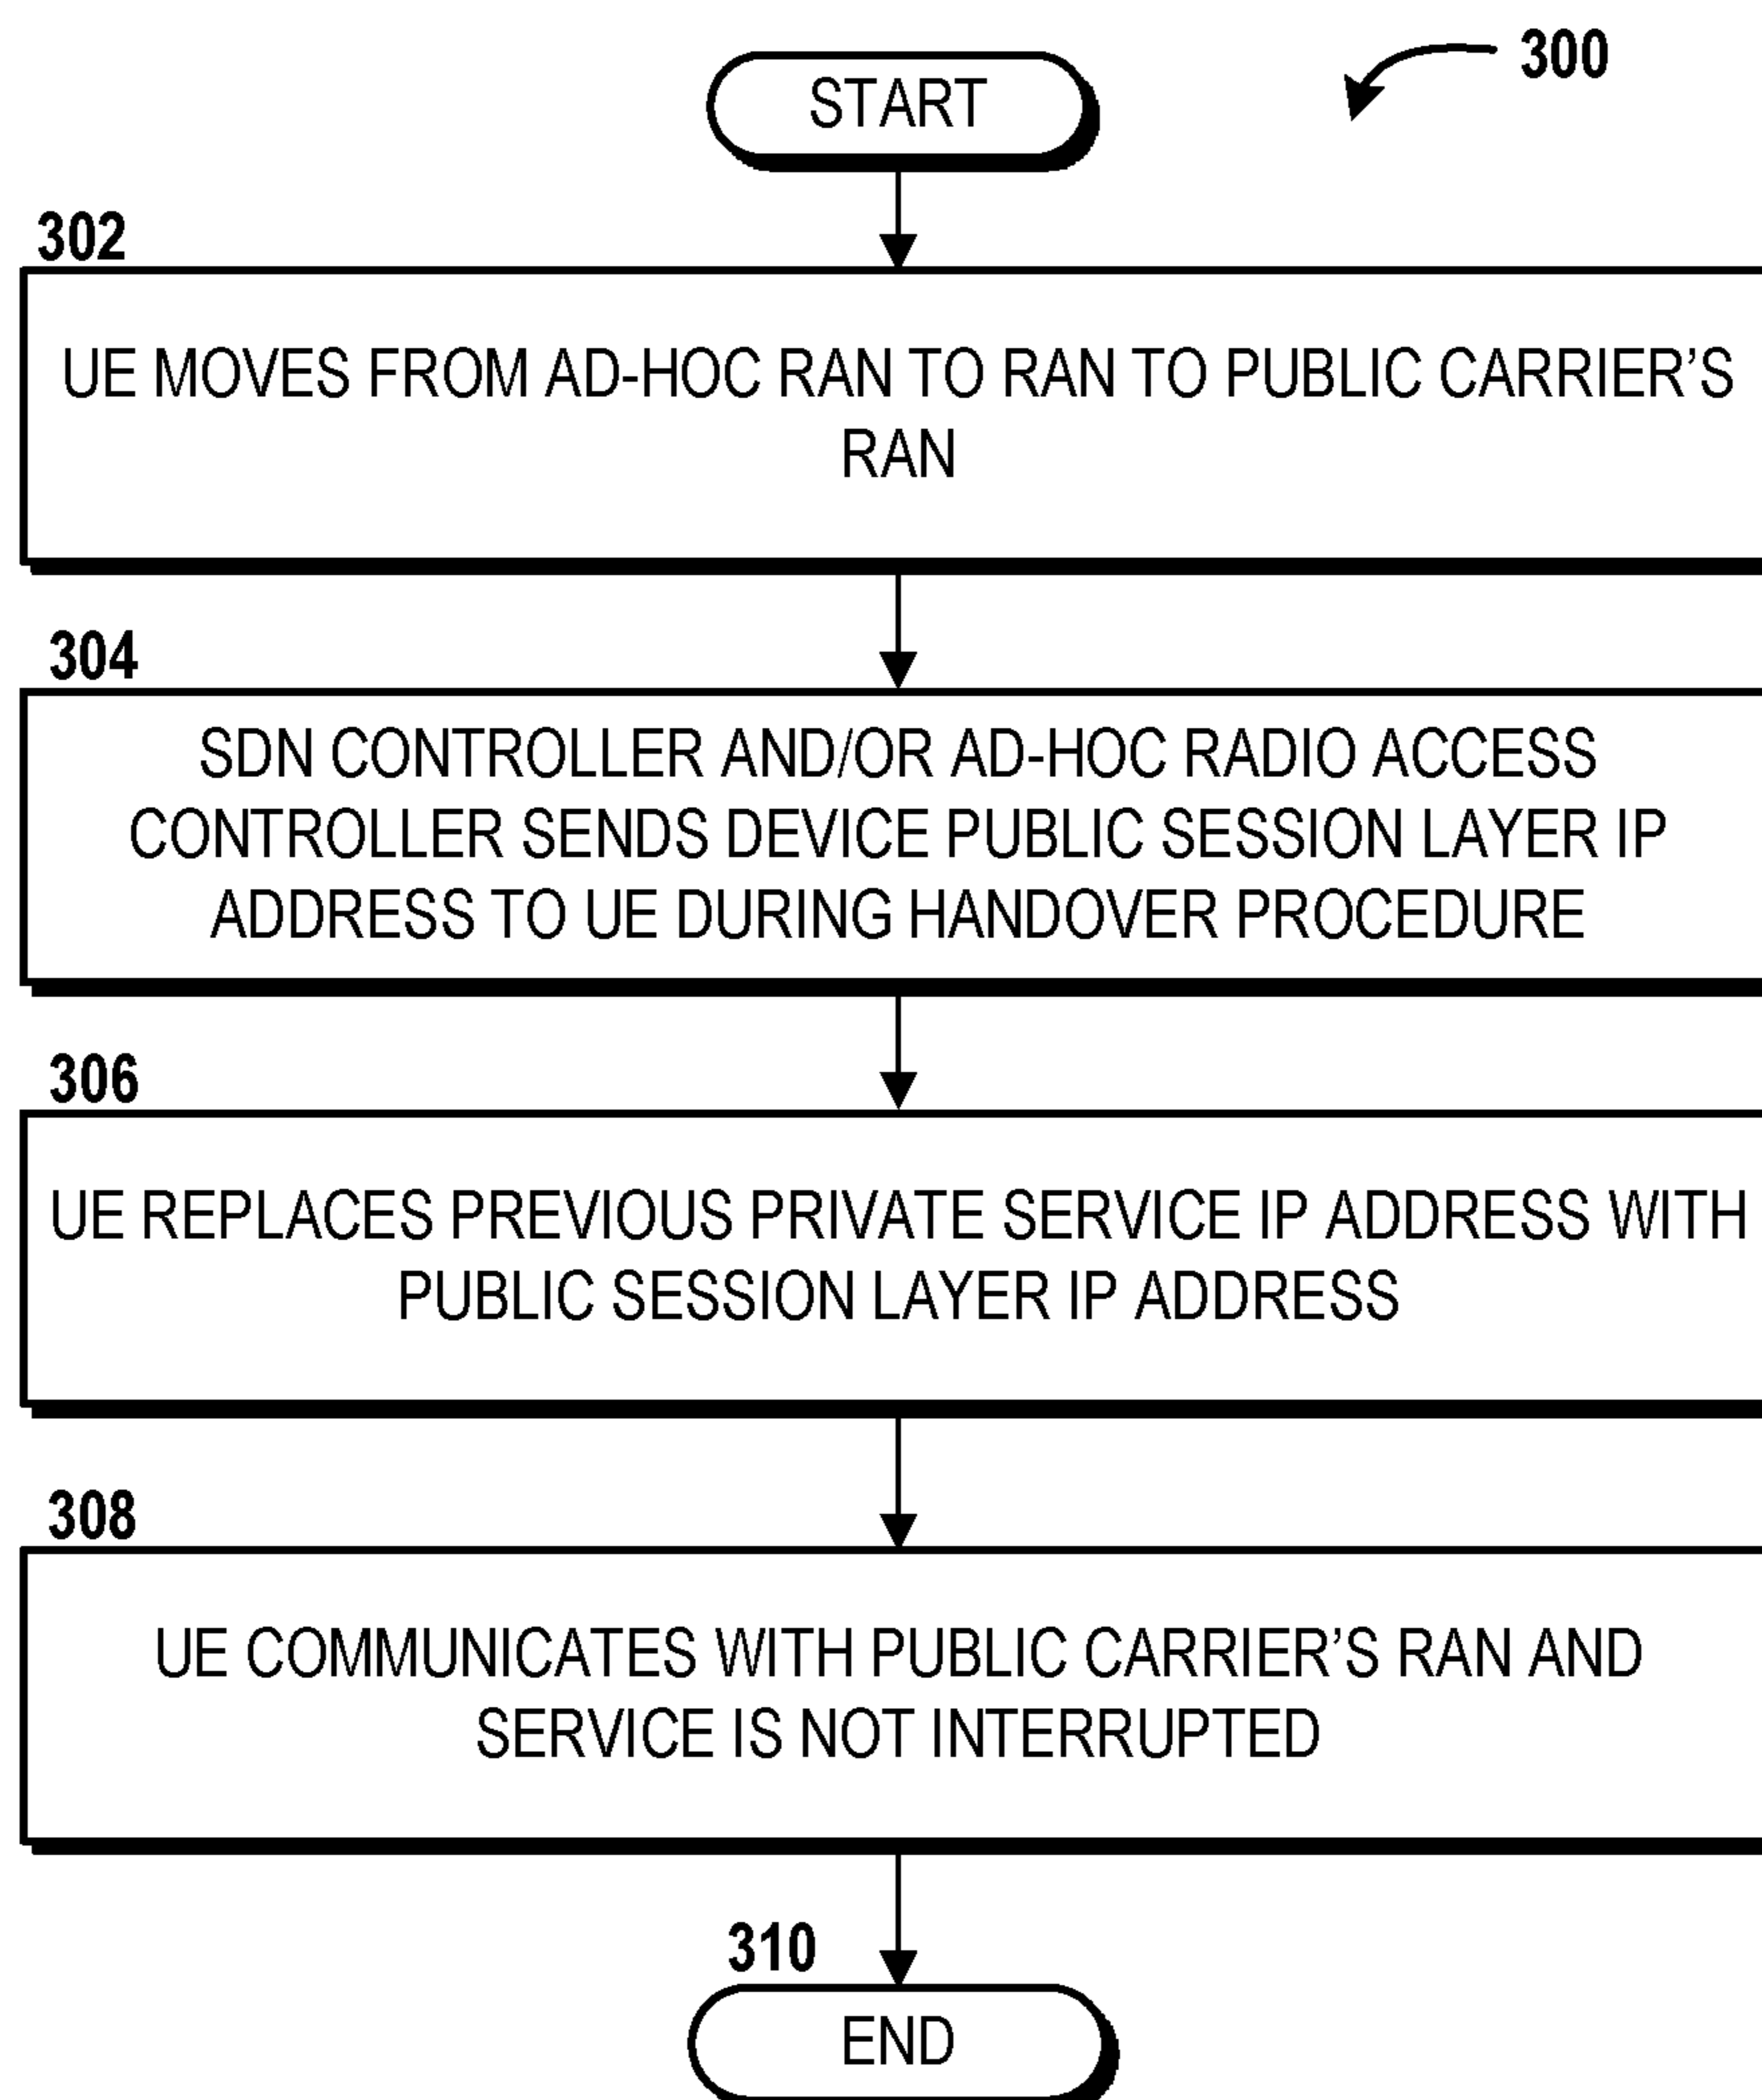 300
START
302
UE MOVES FROM AD-HOC RAN TO RAN TO PUBLIC CARRIER’S
RAN
304
SDN CONTROLLER AND/OR AD-HOC RADIO ACCESS
CONTROLLER SENDS DEVICE PUBLIC SESSION LAYER IP
ADDRESS TO UE DURING HANDOVER PROCEDURE
306
UE REPLACES PREVIOUS PRIVATE SERVICE IP ADDRESS WITH
PUBLIC SESSION LAYER IP ADDRESS
308
UE COMMUNICATES WITH PUBLIC CARRIER’S RAN AND
SERVICE IS NOT INTERRUPTED
310
END